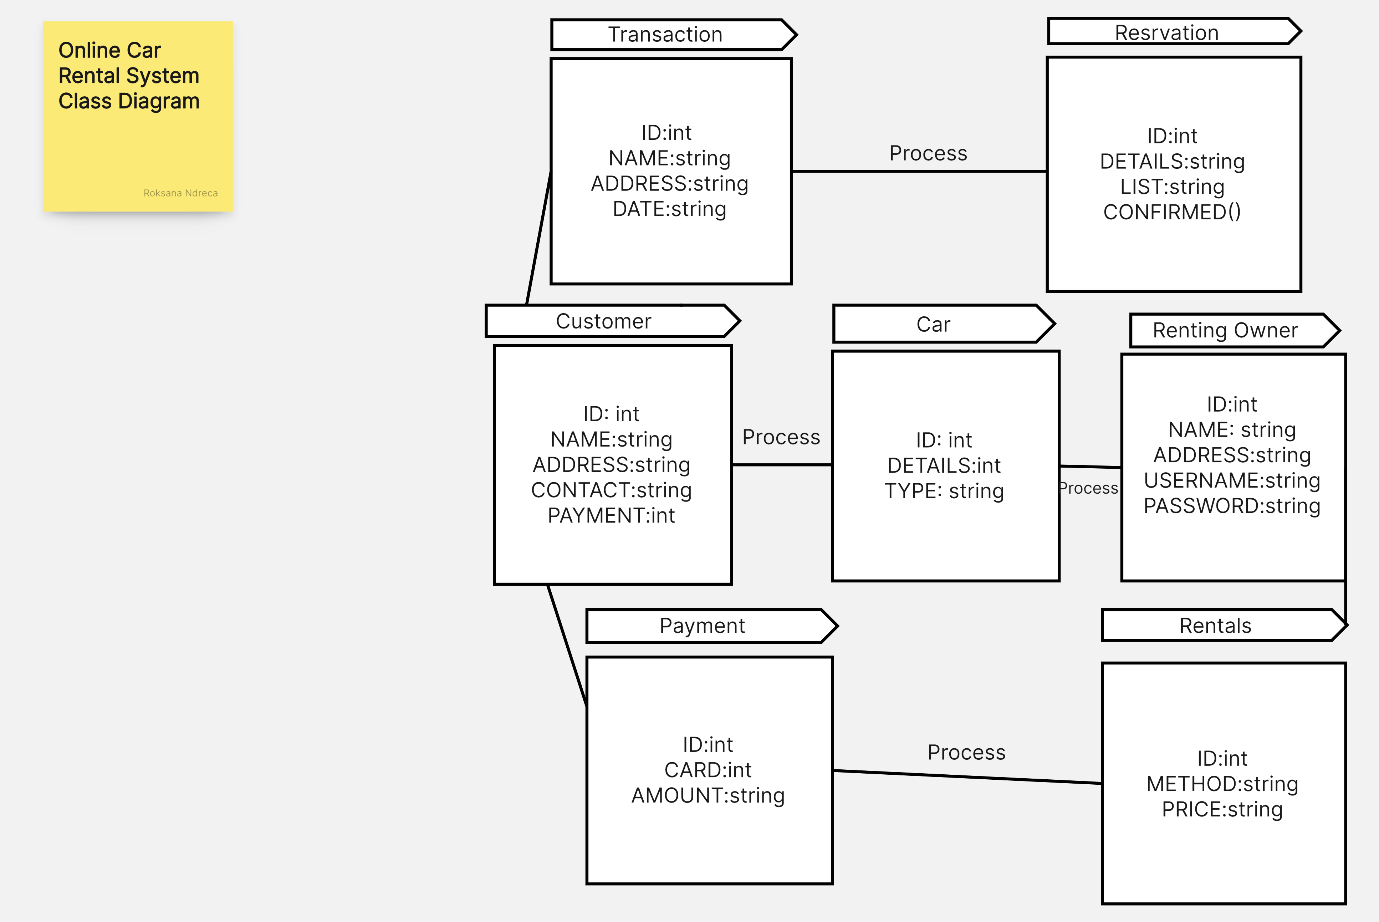 Online Car
Rental System
Class Diagram
Roksana Ndreca
Transaction
ID:int
NAME:string
ADDRESS:string
DATE:string
Process
Resrvation
ID:int
DETAILS:string
LIST:string
CONFIRMED()
Customer
ID: int
NAME:string
ADDRESS:string
CONTACT:string
PAYMENT:int
Process
Car
ID: int
DETAILS:int
TYPE: string
Process
Renting Owner
ID:int
NAME: string
ADDRESS:string
USERNAME:string
PASSWORD:string
Payment
ID:int
CARD:int
AMOUNT:string
Process
Rentals
ID:int
METHOD:string
PRICE:string